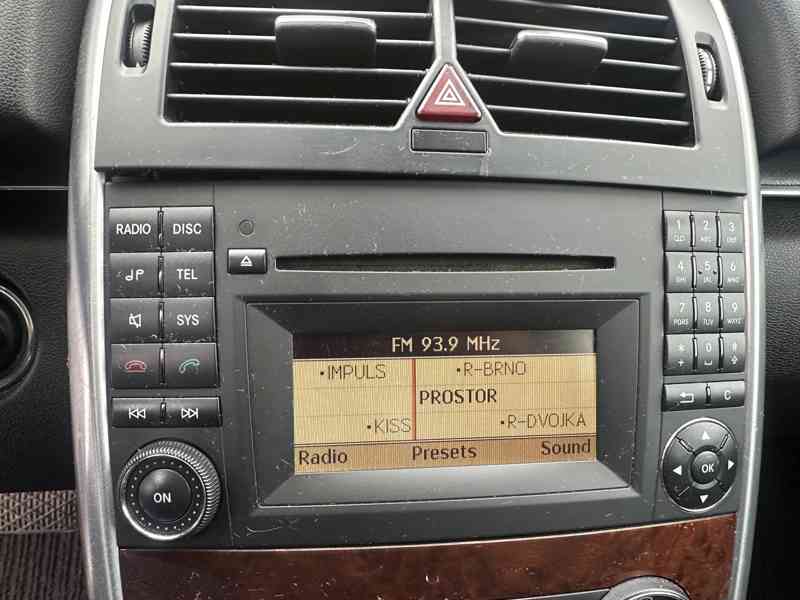 RADIO DISC
TEL
SYS
ON
FM 93.9 MHz
•IMPULS •R-BRNO
PROSTOR
•KISS •R-DVOJKA
Radio Presets Sound
1 2 ABC 3 DEF
4 GHI 5 JKL 6 MNO
7 PQRS 8 TUV 9 WXYZ
* 0 #
+
C
OK